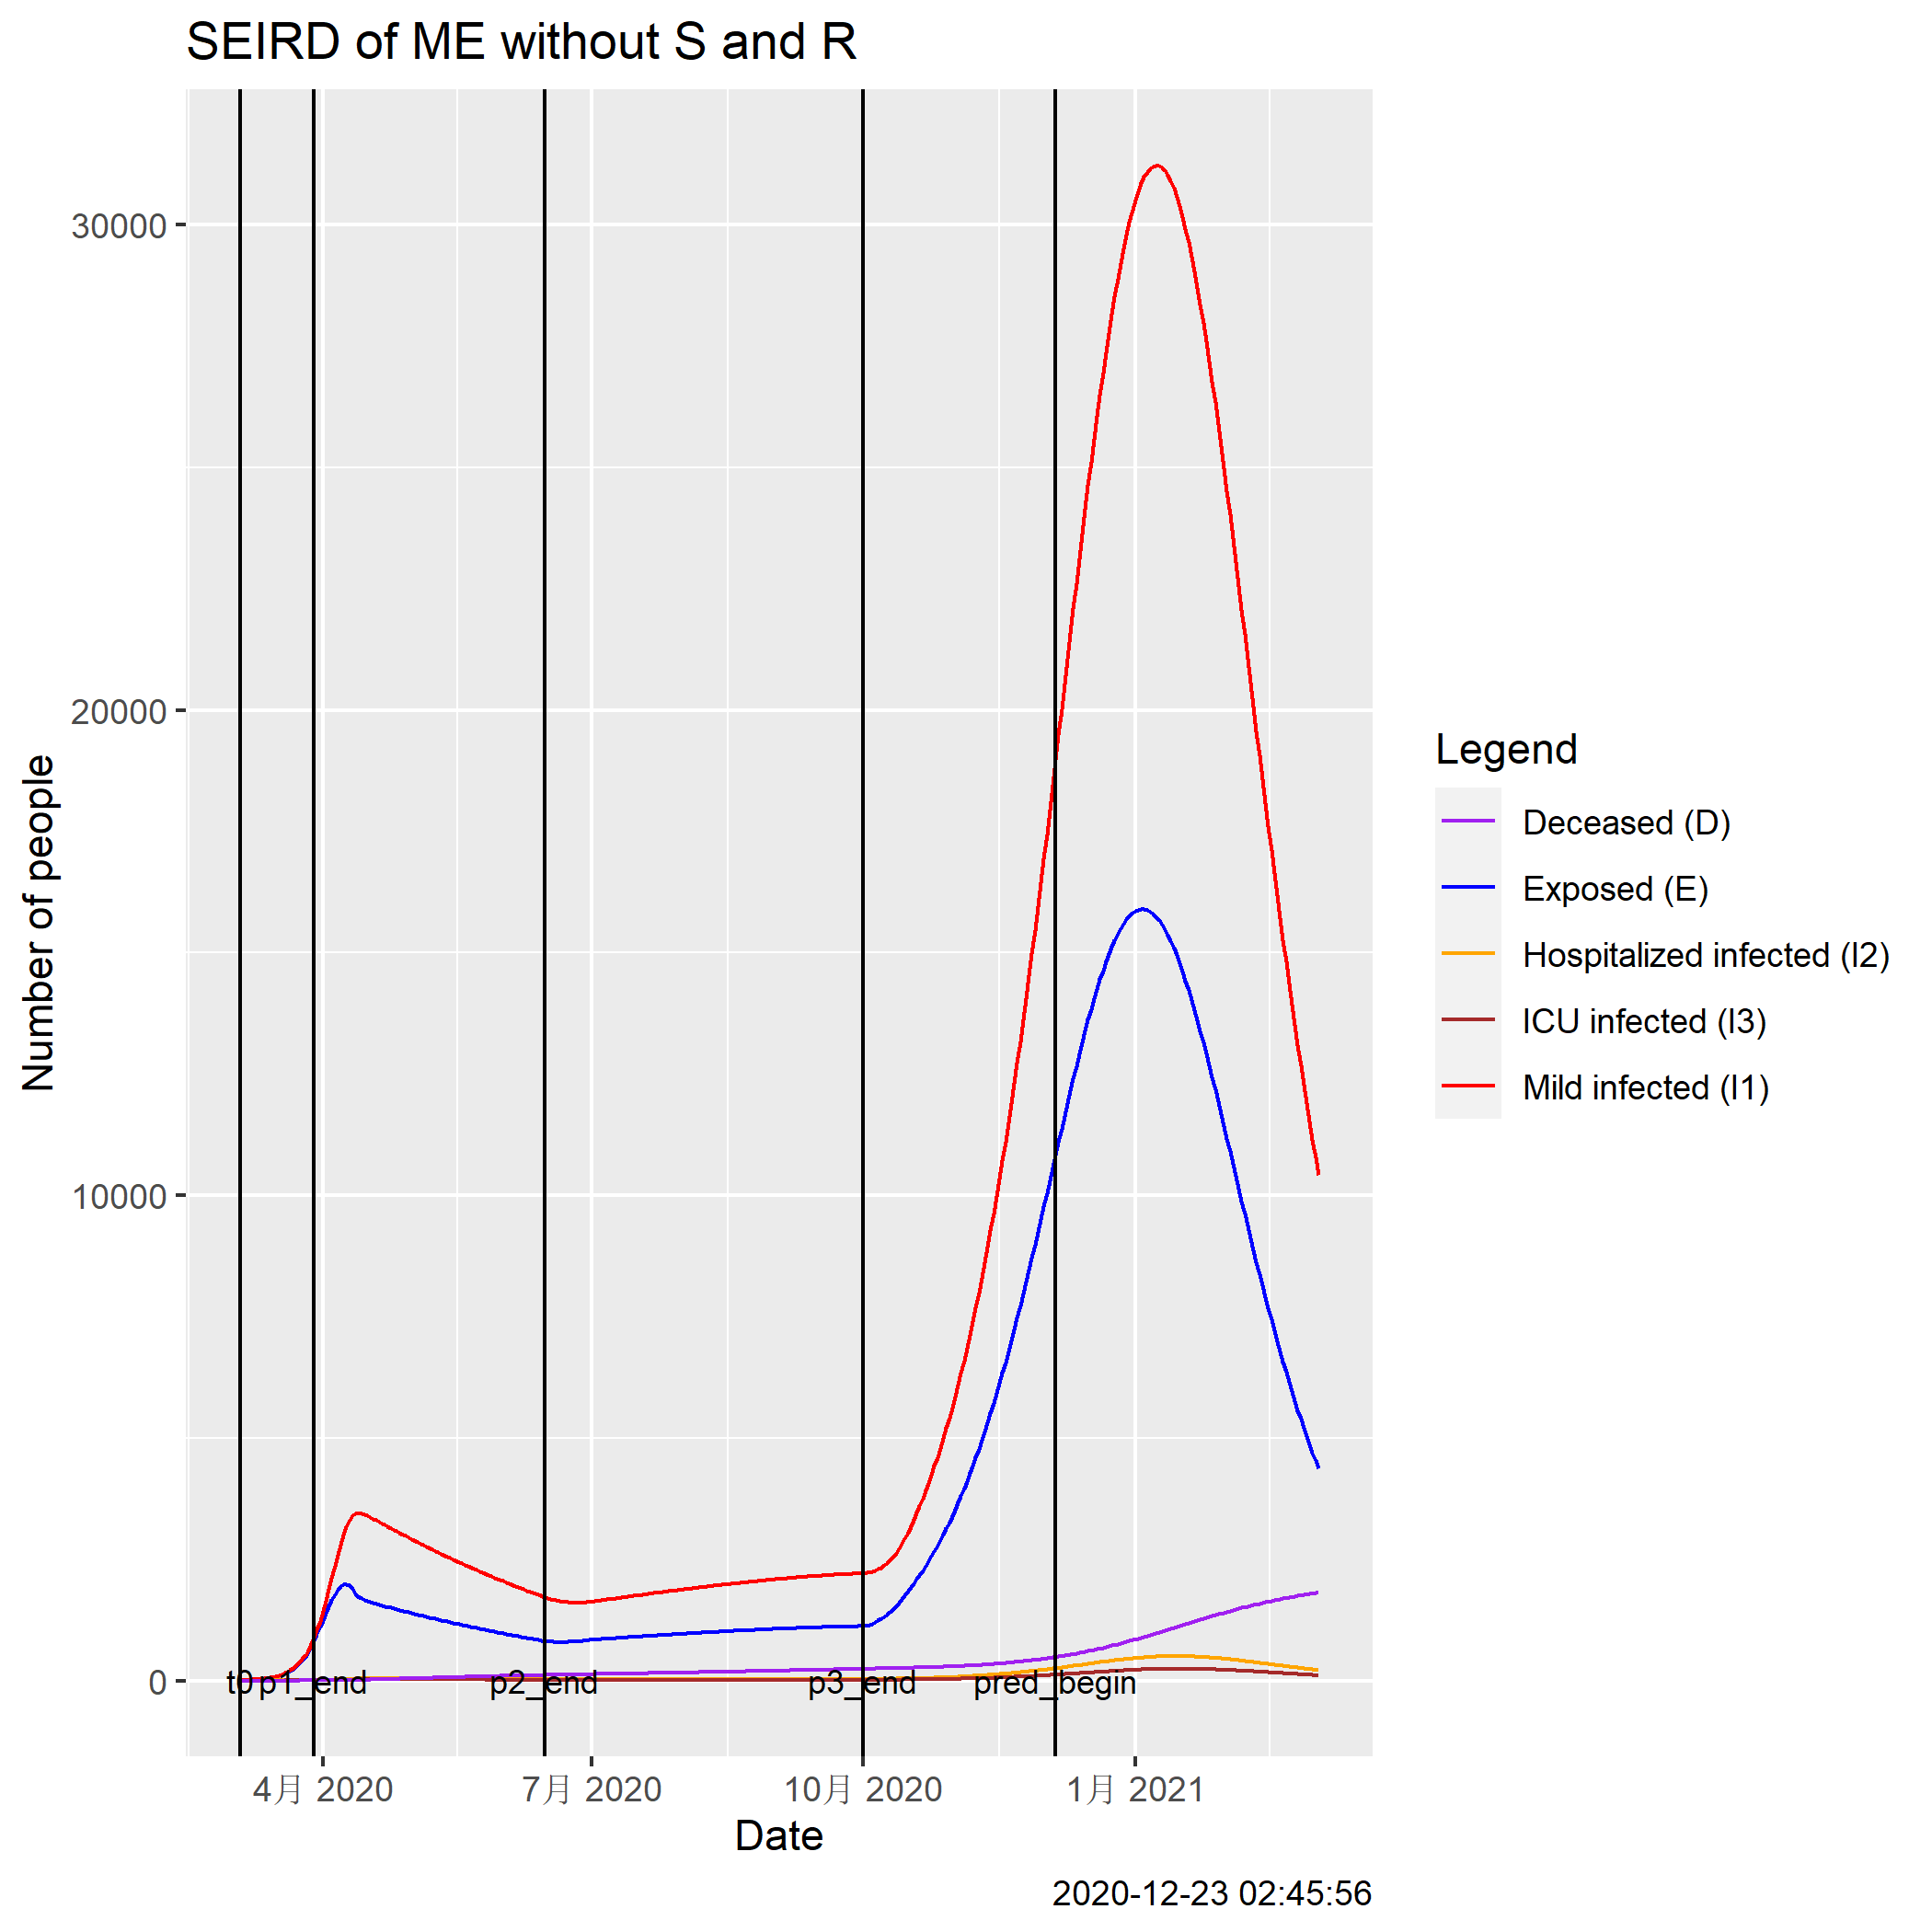 SEIRD of ME without S and R
Number of people
30000
20000
10000
0
t0 p1_end p2_end p3_end pred_begin
4月 2020 7月 2020 10月 2020 1月 2021
Date
Legend
Deceased (D)
Exposed (E)
Hospitalized infected (I2)
ICU infected (I3)
Mild infected (I1)
2020-12-23 02:45:56